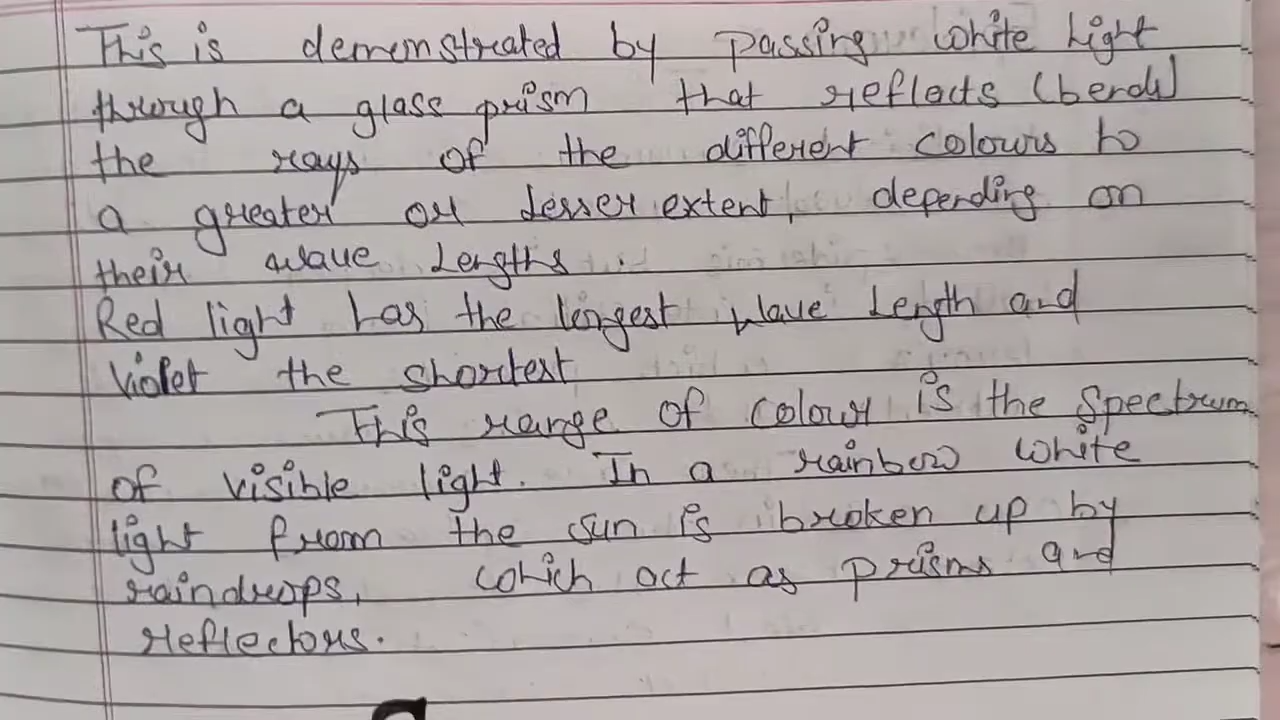 This is demonstrated by passing white light
through a glass prism that reflects (bends)
the rays of the different colours to
a greater or lesser extent, depending on
their wave lengths.
Red light has the longest wave length and
violet the shortest
This range of colour is the spectrum
of visible light. In a rainbow white
light from the sun is broken up by
raindrops, which act as prisms and
reflectors.